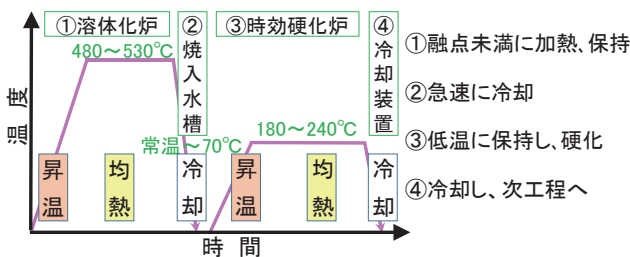 ①溶体化炉
②焼入水槽
③時効硬化炉
④冷却装置
480～530℃
常温～70℃
180～240℃
温度
昇温
均熱
冷却
昇温
均熱
冷却
時間
①融点未満に加熱、保持
②急速に冷却
③低温に保持し、硬化
④冷却し、次工程へ